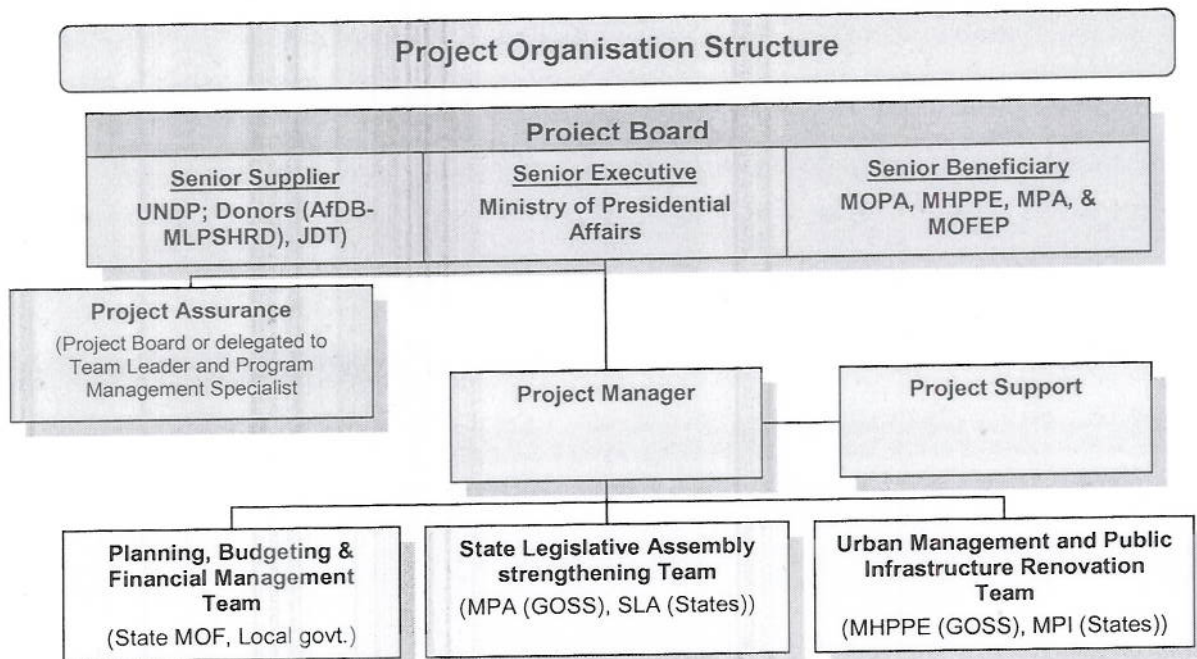 Project Organisation Structure
Project Board
Senior Supplier
UNDP; Donors (AfDB-
MLPSHRD), JDT)
Senior Executive
Ministry of Presidential
Affairs
Senior Beneficiary
MOPA, MHPPE, MPA, &
MOFEP
Project Assurance
(Project Board or delegated to
Team Leader and Program
Management Specialist
Project Manager
Project Support
Planning, Budgeting &
Financial Management
Team
(State MOF, Local govt.)
State Legislative Assembly
strengthening Team
(MPA (GOSS), SLA (States))
Urban Management and Public
Infrastructure Renovation
Team
(MHPPE (GOSS), MPI (States))